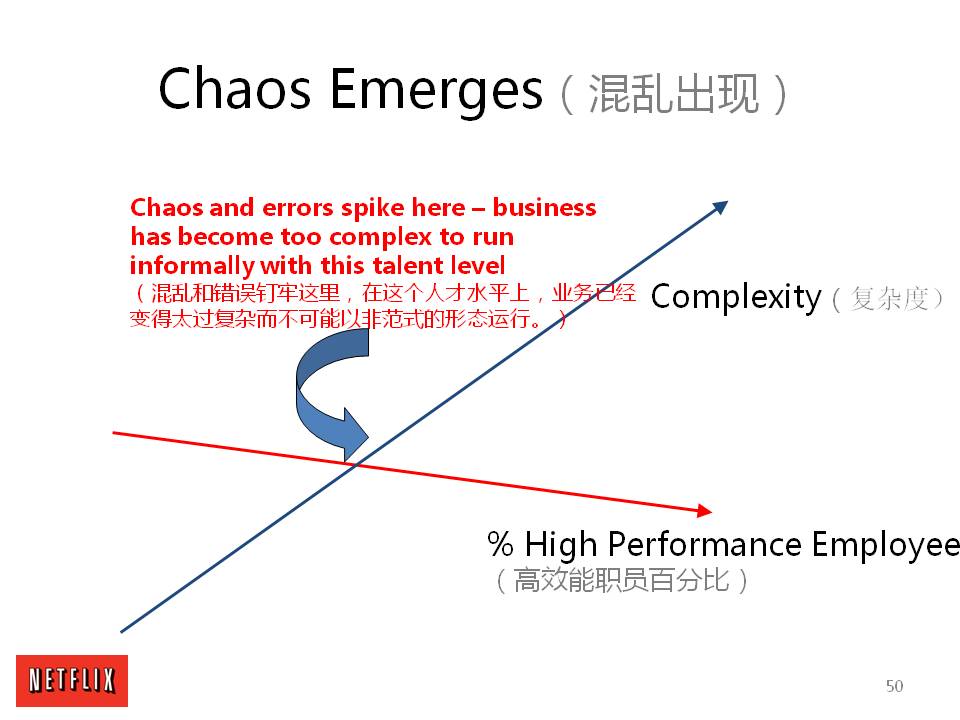 Chaos Emerges（混乱出现）
Chaos and errors spike here – business
has become too complex to run
informally with this talent level
（混乱和错误钉牢这里，在这个人才水平上，业务已经
变得太过复杂而不可能以非范式的形态运行。）
Complexity（复杂度）
% High Performance Employee
（高效能职员百分比）
NETFLIX
50